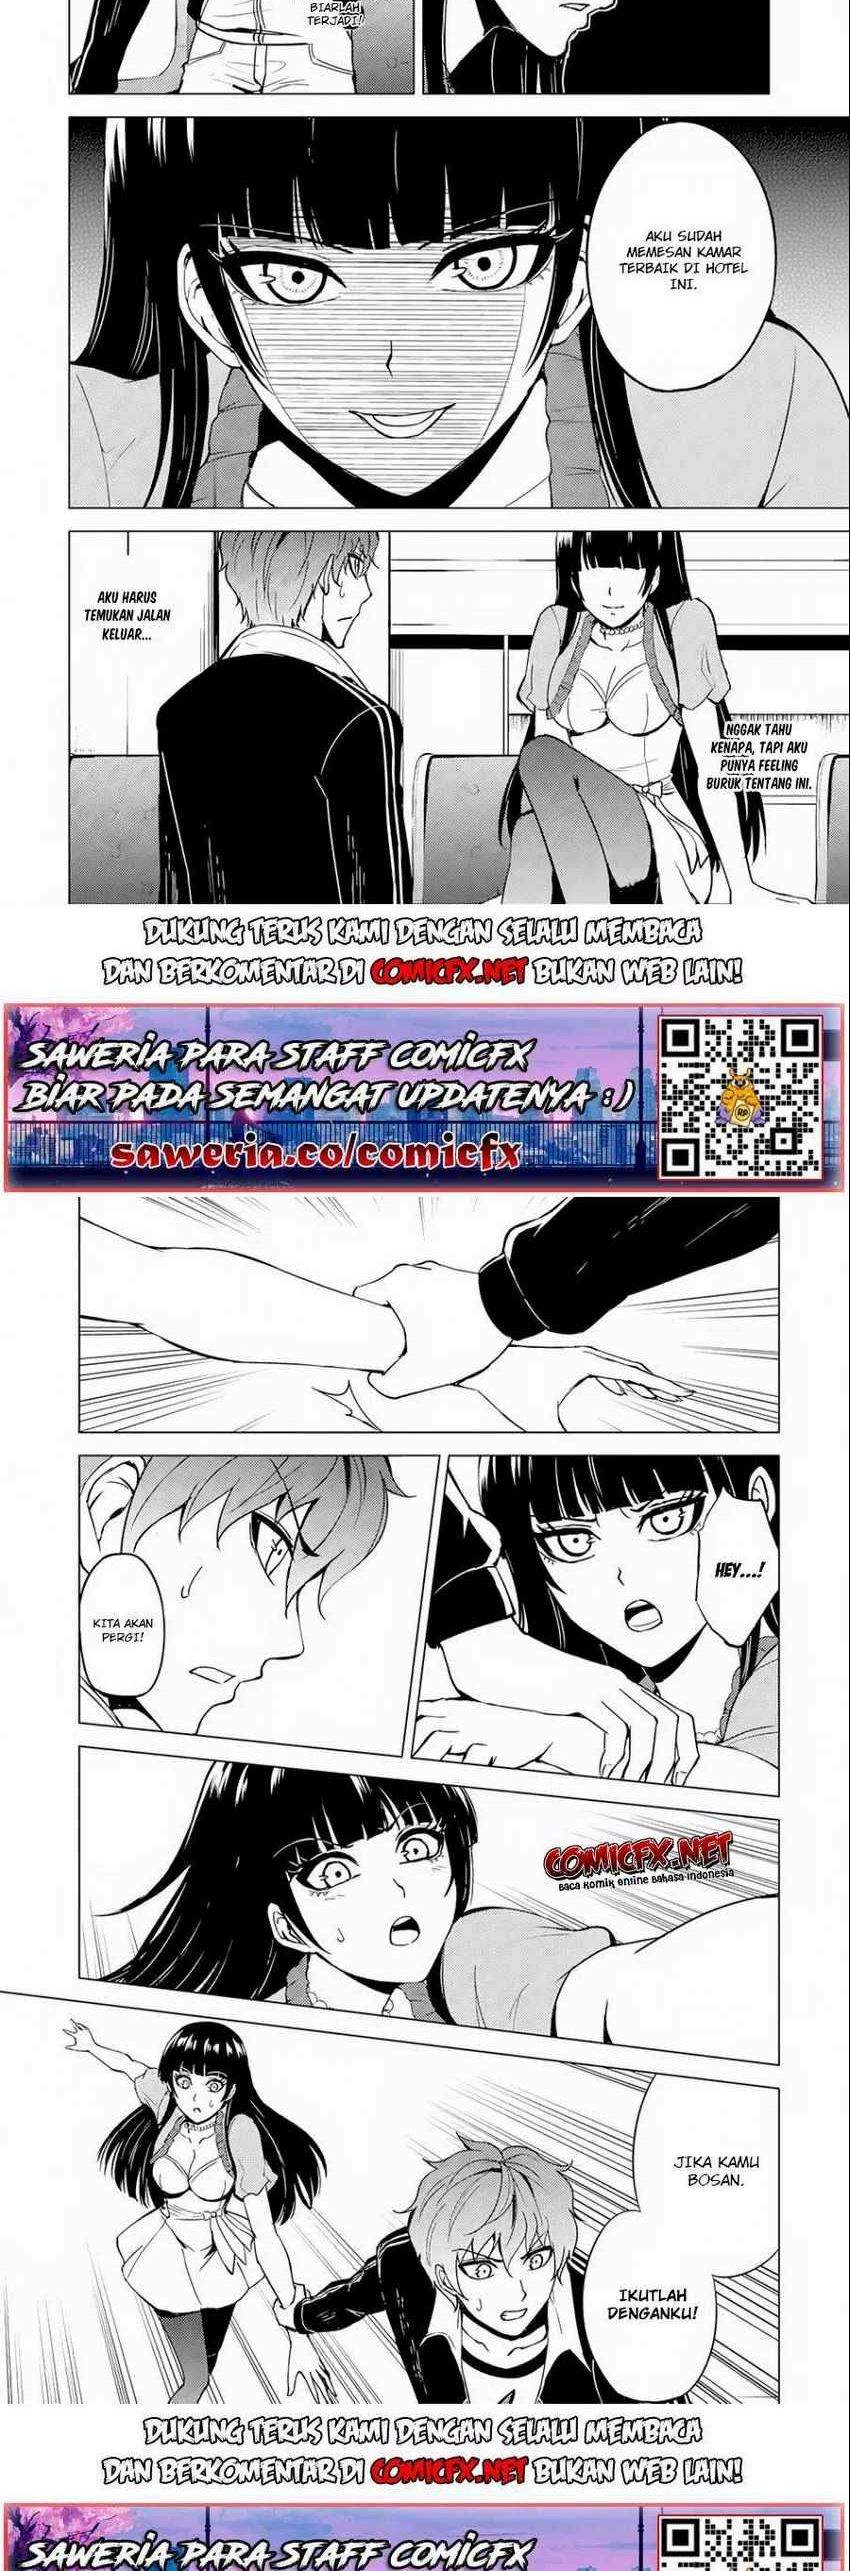 BIARLAH
TERJADI!
AKU SUDAH
MEMESAN KAMAR
TERBAIK DI HOTEL
INI.
AKU HARUS
TEMUKAN JALAN
KELUAR...
NGGAK TAHU
KENAPA, TAPI AKU
PUNYA FEELING
BURUK TENTANG INI.
DUKUNG TERUS KAMI DENGAN SELALU MEMBACA
DAN BERKOMENTAR DI COMICFX.NET BUKAN WEB LAIN!
SAWERIA PARA STAFF COMICFX
BIAR PADA SEMANGAT UPDATENYA :)
saweria.co/comicfx
RP
HEY...!
KITA AKAN
PERGI!
COMICFX.NET
Baca Komik Online Bahasa Indonesia
JIKA KAMU
BOSAN.
IKUTLAH
DENGANKU!
DUKUNG TERUS KAMI DENGAN SELALU MEMBACA
DAN BERKOMENTAR DI COMICFX.NET BUKAN WEB LAIN!
SAWERIA PARA STAFF COMICFX